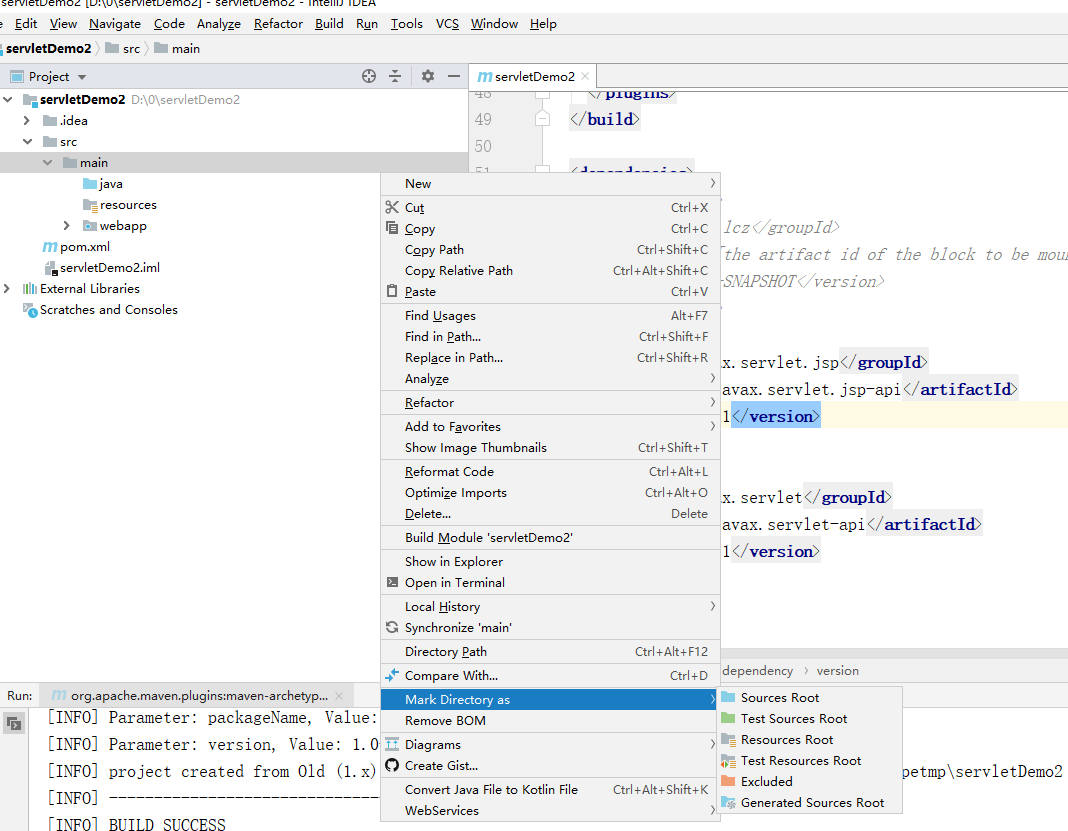 servletDemo2 [D:\0\servletDemo2] - servletDemo2 - IntelliJ IDEA
Edit View Navigate Code Analyze Refactor Build Run Tools VCS Window Help
servletDemo2 src main
Project
servletDemo2
servletDemo2 D:\0\servletDemo2
.idea
src
main
java
resources
webapp
pom.xml
servletDemo2.iml
External Libraries
Scratches and Consoles
48 </plugins>
49 </build>
50
51 <dependencies>
lcz</groupId>
the artifact id of the block to be mou
-SNAPSHOT</version>
x.servlet.jsp</groupId>
avax.servlet.jsp-api</artifactId>
1</version>
x.servlet</groupId>
avax.servlet-api</artifactId>
1</version>
dependency › version
New
Cut Ctrl+X
Copy Ctrl+C
Copy Path Ctrl+Shift+C
Copy Relative Path Ctrl+Alt+Shift+C
Paste Ctrl+V
Find Usages Alt+F7
Find in Path... Ctrl+Shift+F
Replace in Path... Ctrl+Shift+R
Analyze
Refactor
Add to Favorites
Show Image Thumbnails Ctrl+Shift+T
Reformat Code Ctrl+Alt+L
Optimize Imports Ctrl+Alt+O
Delete... Delete
Build Module 'servletDemo2'
Show in Explorer
Open in Terminal
Local History
Synchronize 'main'
Directory Path Ctrl+Alt+F12
Compare With... Ctrl+D
Mark Directory as
Remove BOM
Diagrams
Create Gist...
Convert Java File to Kotlin File Ctrl+Alt+Shift+K
WebServices
Sources Root
Test Sources Root
Resources Root
Test Resources Root
Excluded
Generated Sources Root
Run: org.apache.maven.plugins:maven-archetyp...
[INFO] Parameter: packageName, Value:
[INFO] Parameter: version, Value: 1.0
[INFO] project created from Old (1.x) petmp\servletDemo2
[INFO] ------------------------------
[INFO] BUILD SUCCESS